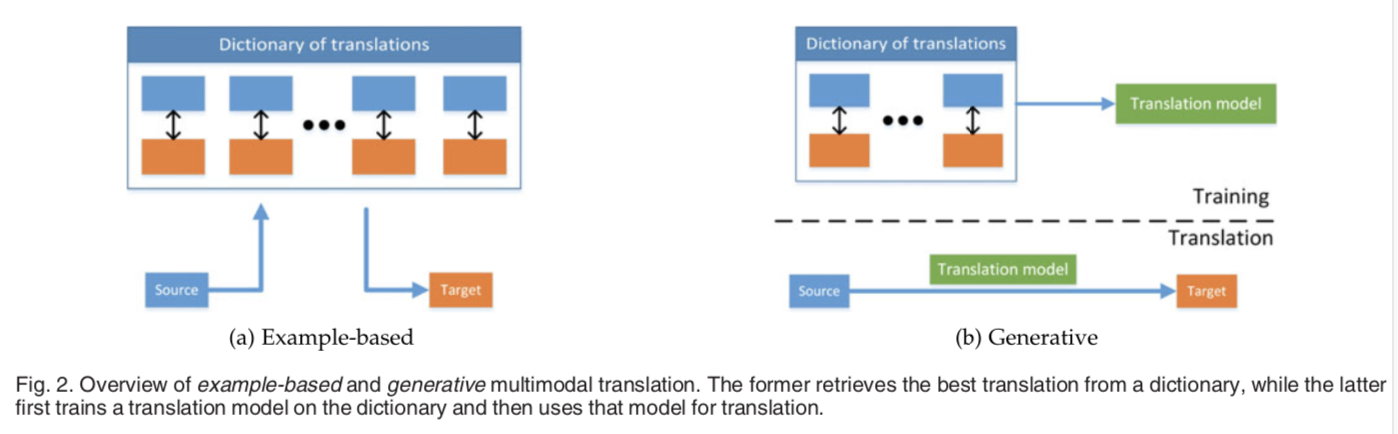 Dictionary of translations
Source
Target
(a) Example-based
Dictionary of translations
Translation model
Training
Translation
Translation model
Source
Target
(b) Generative
Fig. 2. Overview of example-based and generative multimodal translation. The former retrieves the best translation from a dictionary, while the latter
first trains a translation model on the dictionary and then uses that model for translation.